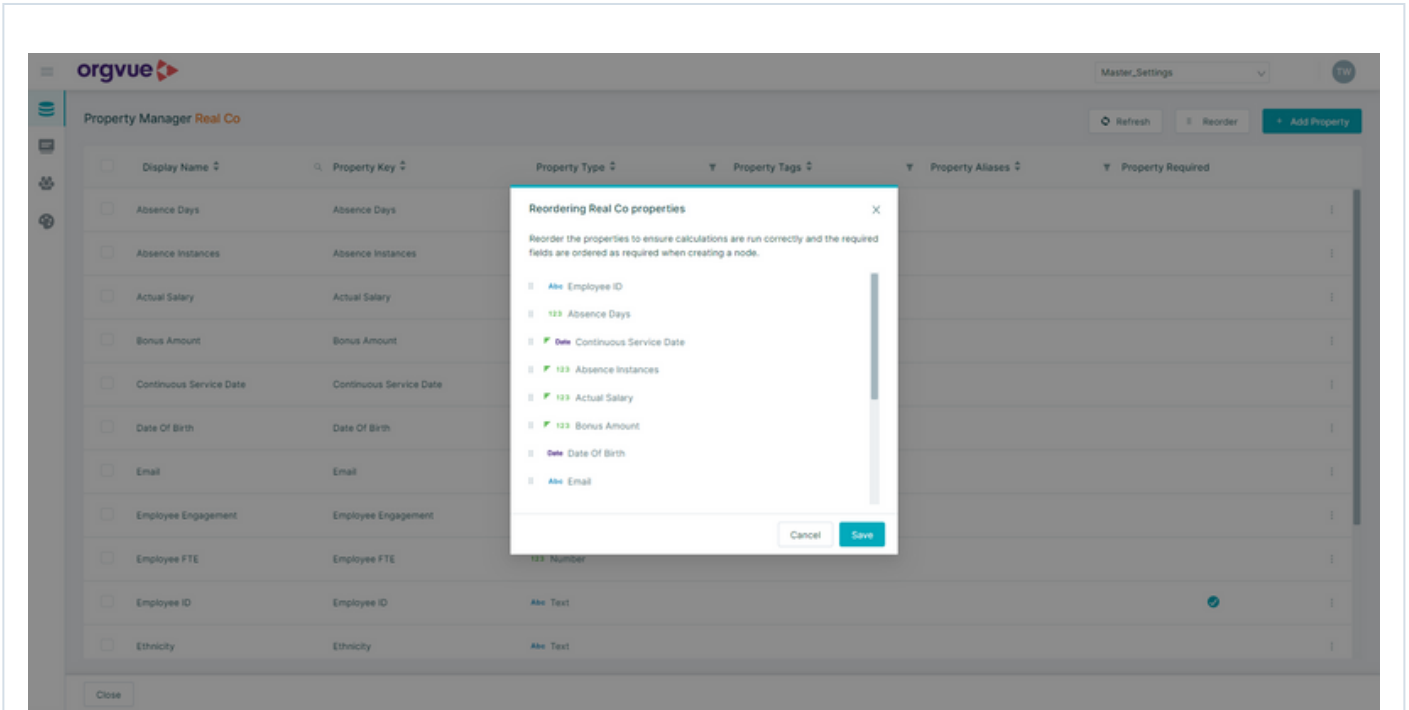 orgvue
Master_Settings
TW
Property Manager Real Co
Refresh
Reorder
+ Add Property
Display Name
Property Key
Property Type
Property Tags
Property Aliases
Property Required
Absence Days
Absence Days
Absence Instances
Absence Instances
Actual Salary
Actual Salary
Bonus Amount
Bonus Amount
Continuous Service Date
Continuous Service Date
Date Of Birth
Date Of Birth
Email
Email
Employee Engagement
Employee Engagement
Employee FTE
Employee FTE
123 Number
Employee ID
Employee ID
Abc Text
Ethnicity
Ethnicity
Abc Text
Close
Reordering Real Co properties
Reorder the properties to ensure calculations are run correctly and the required
fields are ordered as required when creating a node.
Abc Employee ID
123 Absence Days
Date Continuous Service Date
123 Absence Instances
123 Actual Salary
123 Bonus Amount
Date Date Of Birth
Abc Email
Cancel
Save